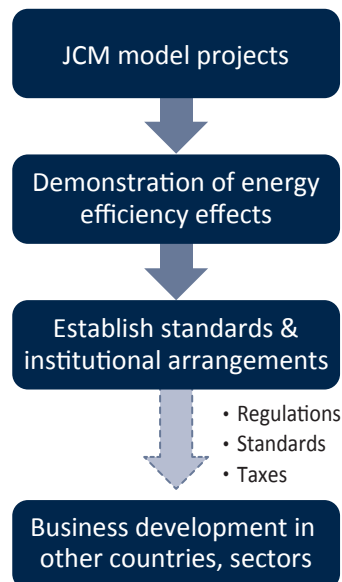 JCM model projects
Demonstration of energy
efficiency effects
Establish standards &
institutional arrangements
・Regulations
・Standards
・Taxes
Business development in
other countries, sectors